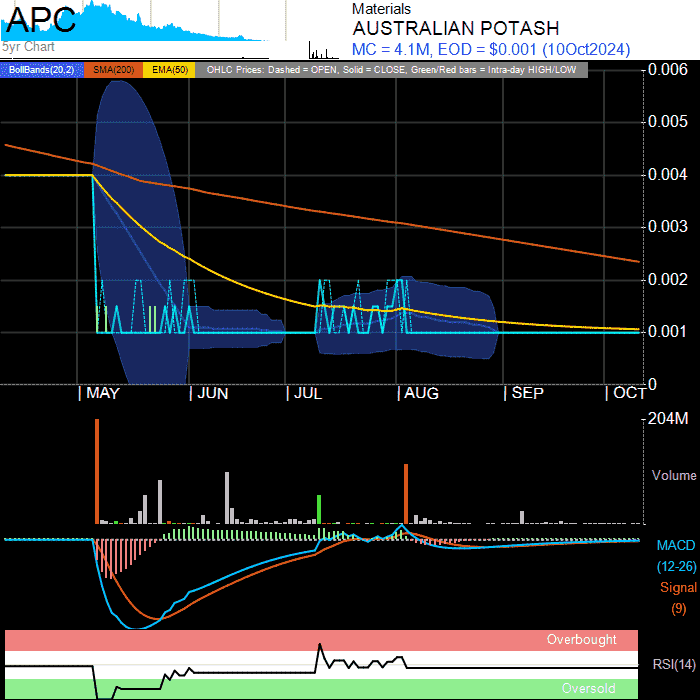 APC
5yr Chart
Materials
AUSTRALIAN POTASH
MC = 4.1M, EOD = $0.001 (10Oct2024)
BollBands(20,2) SMA(200) EMA(50) OHLC Prices: Dashed = OPEN, Solid = CLOSE, Green/Red bars = Intra-day HIGH/LOW
0.006
0.005
0.004
0.003
0.002
0.001
0
| MAY | JUN | JUL | AUG | SEP | OCT
204M
Volume
MACD
(12-26)
Signal
(9)
Overbought
RSI(14)
Oversold